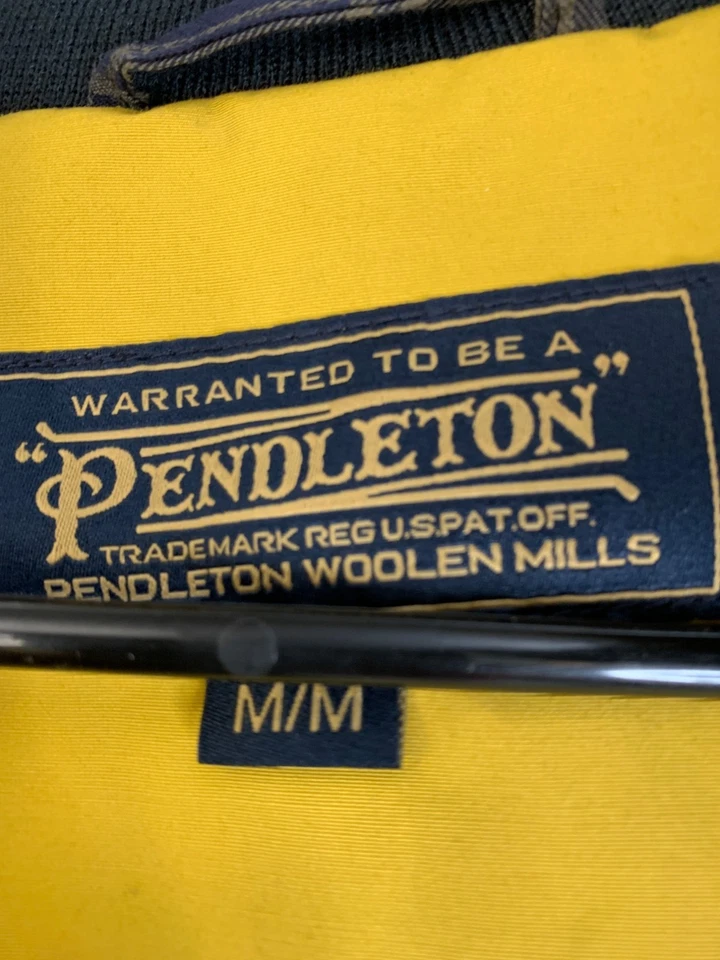 WARRANTED TO BE A
"PENDLETON"
TRADEMARK REG U.S.PAT.OFF.
PENDLETON WOOLEN MILLS
M/M